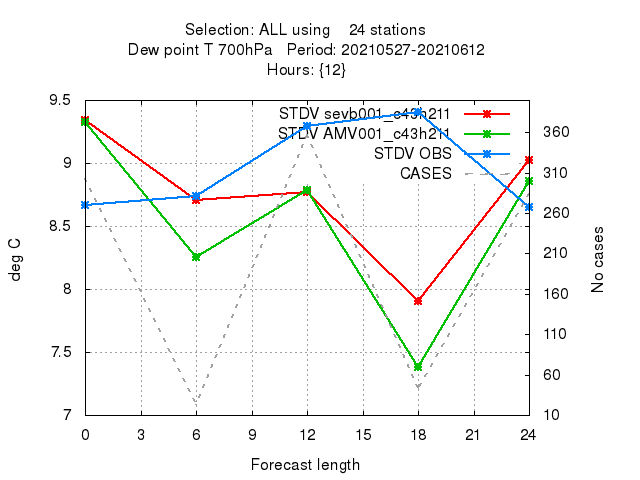 Selection: ALL using 24 stations
Dew point T 700hPa Period: 20210527-20210612
Hours: {12}
STDV sevb001_c43h211
STDV AMV001_c43h211
STDV OBS
CASES
9.5
9
8.5
8
7.5
7
deg C
360
310
260
210
160
110
60
10
No cases
0 3 6 9 12 15 18 21 24
Forecast length